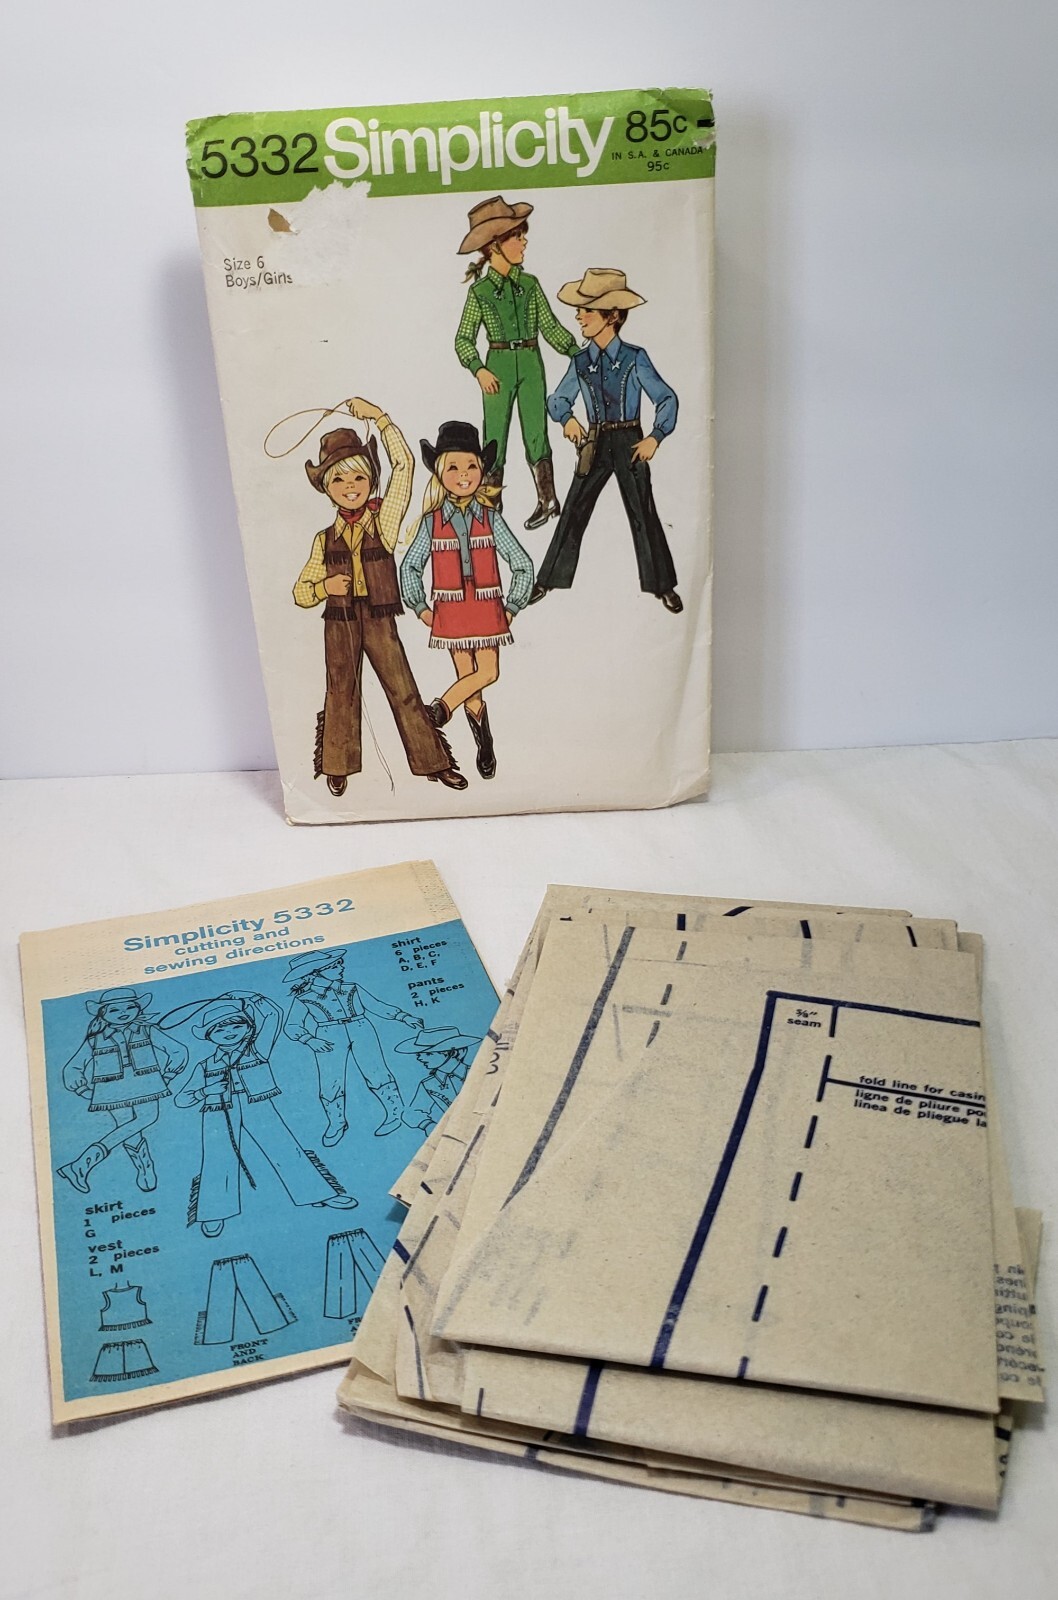 5332 Simplicity 85c
IN S.A. & CANADA
95c
Size 6
Boys/Girls
Simplicity 5332
cutting and
sewing directions
shirt
6 pieces
A, B, C,
D, E, F
pants
2 pieces
H, K
skirt
1 pieces
G
vest
2 pieces
L, M
FRONT
AND
BACK
⅝"
seam
fold line for casin
ligne de pliure po
linea de pliegue la